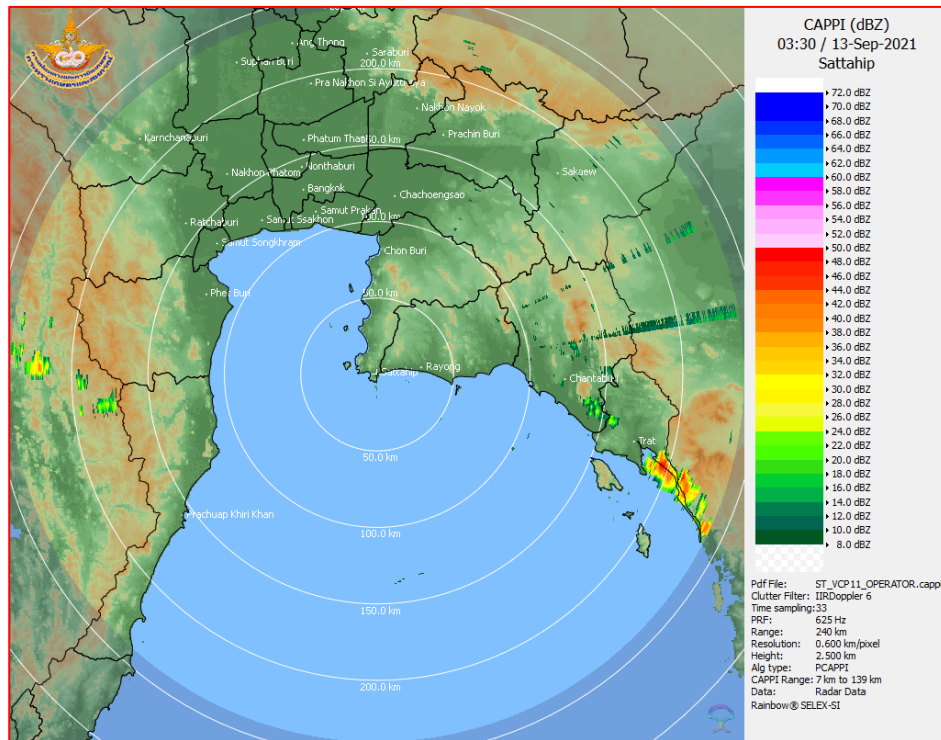 CAPPI (dBZ)
03:30 / 13-Sep-2021
Sattahip
72.0 dBZ
70.0 dBZ
68.0 dBZ
66.0 dBZ
64.0 dBZ
62.0 dBZ
60.0 dBZ
58.0 dBZ
56.0 dBZ
54.0 dBZ
52.0 dBZ
50.0 dBZ
48.0 dBZ
46.0 dBZ
44.0 dBZ
42.0 dBZ
40.0 dBZ
38.0 dBZ
36.0 dBZ
34.0 dBZ
32.0 dBZ
30.0 dBZ
28.0 dBZ
26.0 dBZ
24.0 dBZ
22.0 dBZ
20.0 dBZ
18.0 dBZ
16.0 dBZ
14.0 dBZ
12.0 dBZ
10.0 dBZ
8.0 dBZ
Pdf File: ST_VCP11_OPERATOR.cappi
Clutter Filter: IIRDoppler 6
Time sampling:33
PRF: 625 Hz
Range: 240 km
Resolution: 0.600 km/pixel
Height: 2.500 km
Alg type: PCAPPI
CAPPI Range: 7 km to 139 km
Data: Radar Data
Rainbow® SELEX-SI
Ang Thong
Saraburi
Suphan Buri
200.0 km
Pra Nakhon Si Ayutthaya
Nakhon Nayok
Karnchanaburi
Phatum Than
Prachin Buri
Nonthaburi
Nakhon Phatom
Sakaew
Bangkok
Chachoengsao
Samut Prakan
Ratchaburi
Samut Ssakhon
Samut Songkhram
Chon Buri
Phet Buri
Rayong
Sattahip
Chantaburi
Trat
50.0 km
Prachuap Khiri Khan
100.0 km
150.0 km
200.0 km